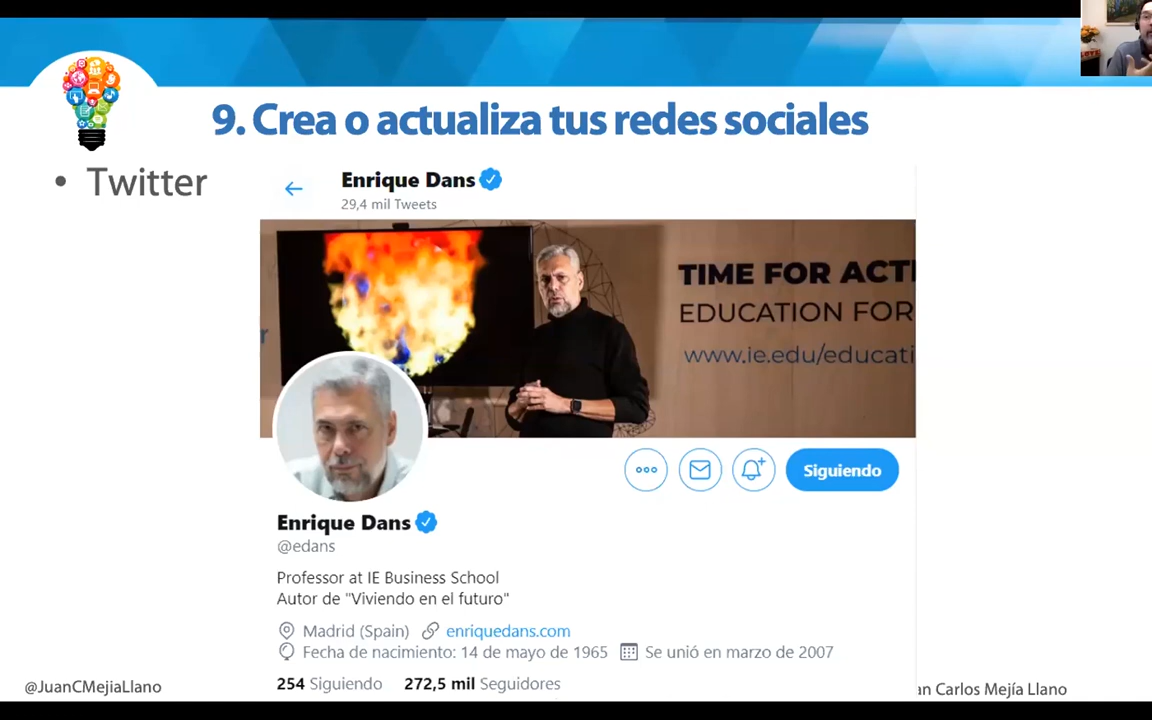 9. Crea o actualiza tus redes sociales
• Twitter
Enrique Dans
29,4 mil Tweets
TIME FOR ACTI
EDUCATION FOR
www.ie.edu/educati
Siguiendo
Enrique Dans
@edans
Professor at IE Business School
Autor de "Viviendo en el futuro"
Madrid (Spain) enriquedans.com
Fecha de nacimiento: 14 de mayo de 1965 Se unió en marzo de 2007
254 Siguiendo 272,5 mil Seguidores
@JuanCMejiaLlano
an Carlos Mejía Llano